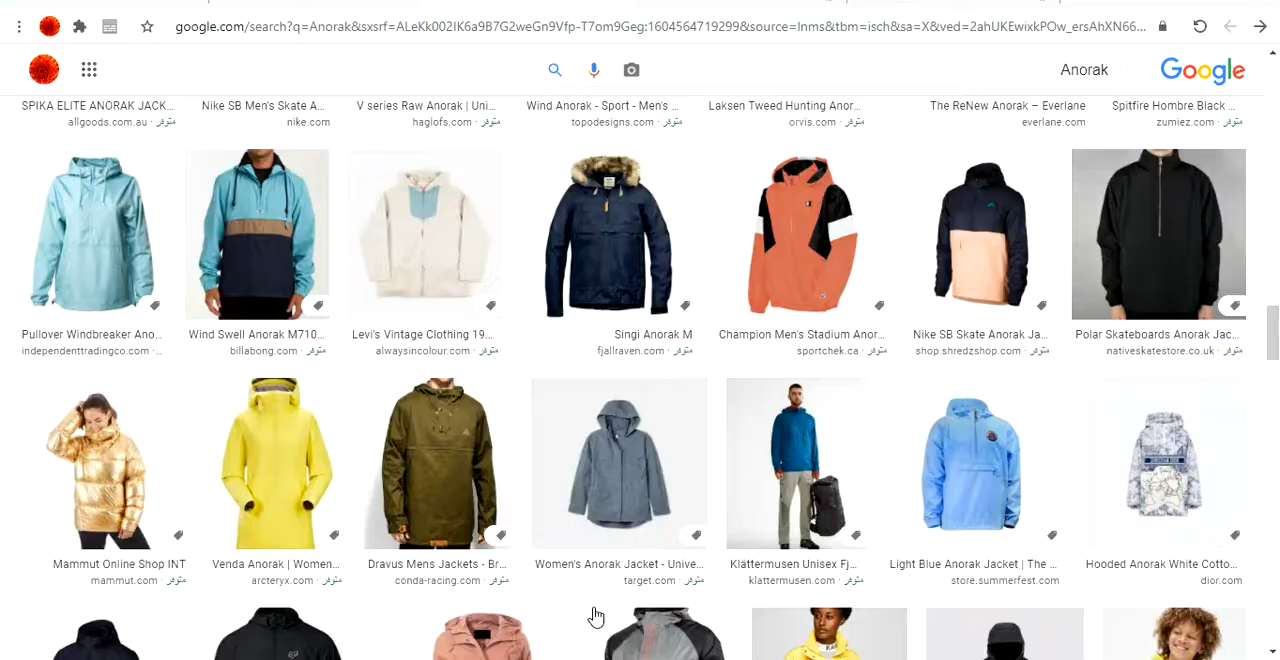 google.com/search?q=Anorak&sxsrf=ALeKk002IK6a9B7G2weGn9Vfp-T7om9Geg:1604564719299&source=lnms&tbm=isch&sa=X&ved=2ahUKEwixkPOw_ersAhXN66...
Anorak
Google
SPIKA ELITE ANORAK JACK... Nike SB Men's Skate A... V series Raw Anorak | Uni... Wind Anorak - Sport - Men's ... Laksen Tweed Hunting Anor... The ReNew Anorak – Everlane Spitfire Hombre Black ...
allgoods.com.au · متوفر nike.com haglofs.com · متوفر topodesigns.com · متوفر orvis.com · متوفر everlane.com zumiez.com · متوفر
Pullover Windbreaker Ano... Wind Swell Anorak M710... Levi's Vintage Clothing 19... Singi Anorak M Champion Men's Stadium Anor... Nike SB Skate Anorak Ja... Polar Skateboards Anorak Jac...
independenttradingco.com ·... billabong.com · متوفر alwaysincolour.com · متوفر fjallraven.com · متوفر sportchek.ca · متوفر shop.shredzshop.com · متوفر nativeskatestore.co.uk · متوفر
Mammut Online Shop INT Venda Anorak | Women... Dravus Mens Jackets - Br... Women's Anorak Jacket - Unive... Klättermusen Unisex Fj... Light Blue Anorak Jacket | The ... Hooded Anorak White Cotto...
mammut.com · متوفر arcteryx.com · متوفر conda-racing.com · متوفر target.com · متوفر klattermusen.com · متوفر store.summerfest.com dior.com